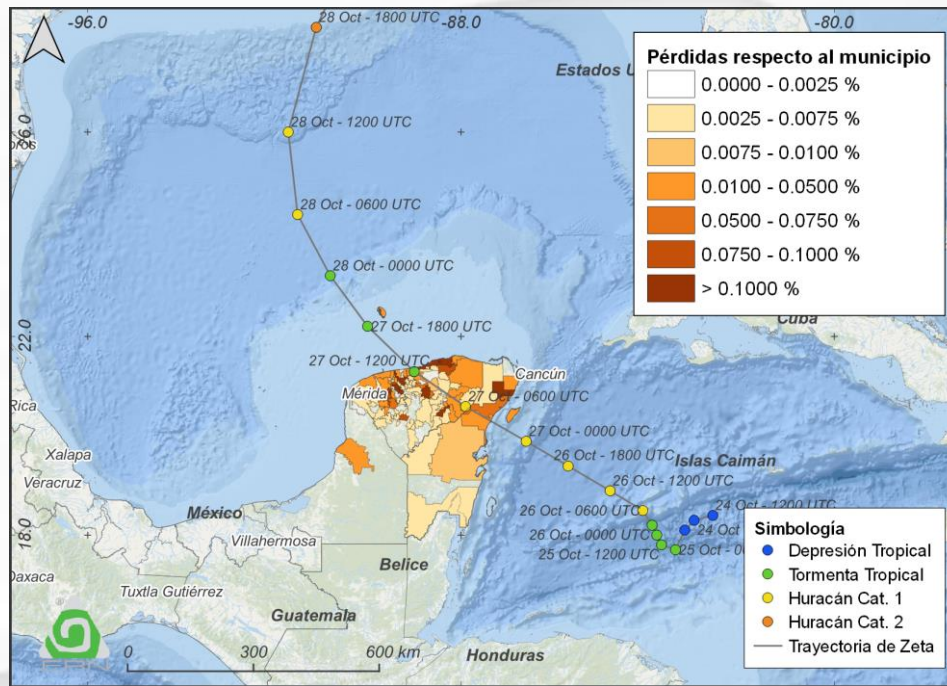 -96.0
-88.0
-80.0
28 Oct - 1800 UTC
Estados U
Pérdidas respecto al municipio
0.0000 - 0.0025 %
0.0025 - 0.0075 %
0.0075 - 0.0100 %
0.0100 - 0.0500 %
0.0500 - 0.0750 %
0.0750 - 0.1000 %
> 0.1000 %
26.0
28 Oct - 1200 UTC
28 Oct - 0600 UTC
28 Oct - 0000 UTC
Cuba
22.0
27 Oct - 1800 UTC
27 Oct - 1200 UTC
Cancún
Mérida
27 Oct - 0600 UTC
Rica
27 Oct - 0000 UTC
Xalapa
26 Oct - 1800 UTC
Islas Caimán
Veracruz
26 Oct - 1200 UTC
24 Oct - 1200 UTC
México
26 Oct - 0600 UTC
18.0
Villahermosa
26 Oct - 0000 UTC
24 Oct
25 Oct - 1200 UTC
25 Oct - 0
Oaxaca
Belice
Tuxtla Gutiérrez
Guatemala
Honduras
Simbología
Depresión Tropical
Tormenta Tropical
Huracán Cat. 1
Huracán Cat. 2
Trayectoria de Zeta
ERN
0
300
600 km